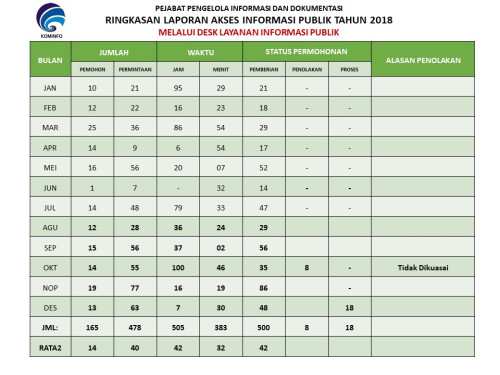 PEJABAT PENGELOLA INFORMASI DAN DOKUMENTASI
RINGKASAN LAPORAN AKSES INFORMASI PUBLIK TAHUN 2018
MELALUI DESK LAYANAN INFORMASI PUBLIK
KOMINFO
BULAN JUMLAH WAKTU STATUS PERMOHONAN ALASAN PENOLAKAN
PEMOHON PERMINTAAN JAM MENIT PEMBERIAN PENOLAKAN PROSES
JAN 10 21 95 29 21 - -
FEB 12 22 16 23 18 - -
MAR 25 36 86 54 29 - -
APR 14 9 6 54 17 - -
MEI 16 56 20 07 52 - -
JUN 1 7 - 32 14 - -
JUL 14 48 79 33 47 - -
AGU 12 28 36 24 29
SEP 15 56 37 02 56
OKT 14 55 100 46 35 8 - Tidak Dikuasai
NOP 19 77 16 19 86
DES 13 63 7 30 48 18
JML: 165 478 505 383 500 8 18
RATA2 14 40 42 32 42